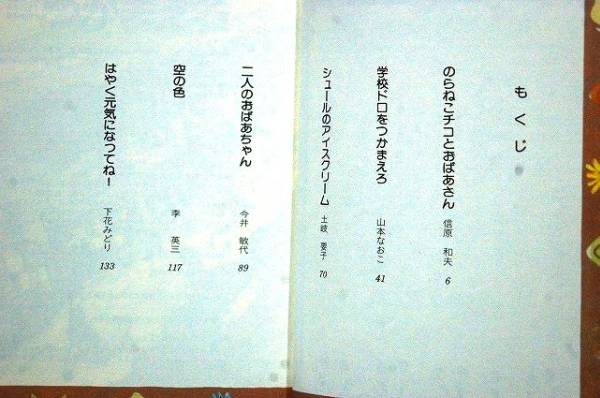 もくじ
のらねこチコとおばあさん 信原 和夫 6
学校ドロをつかまえろ 山本なおこ 41
シュールのアイスクリーム 土岐 愛子 70
二人のおばあちゃん 今井 敏代 89
空の色 李 英三 117
はやく元気になってねー 下花みどり 133